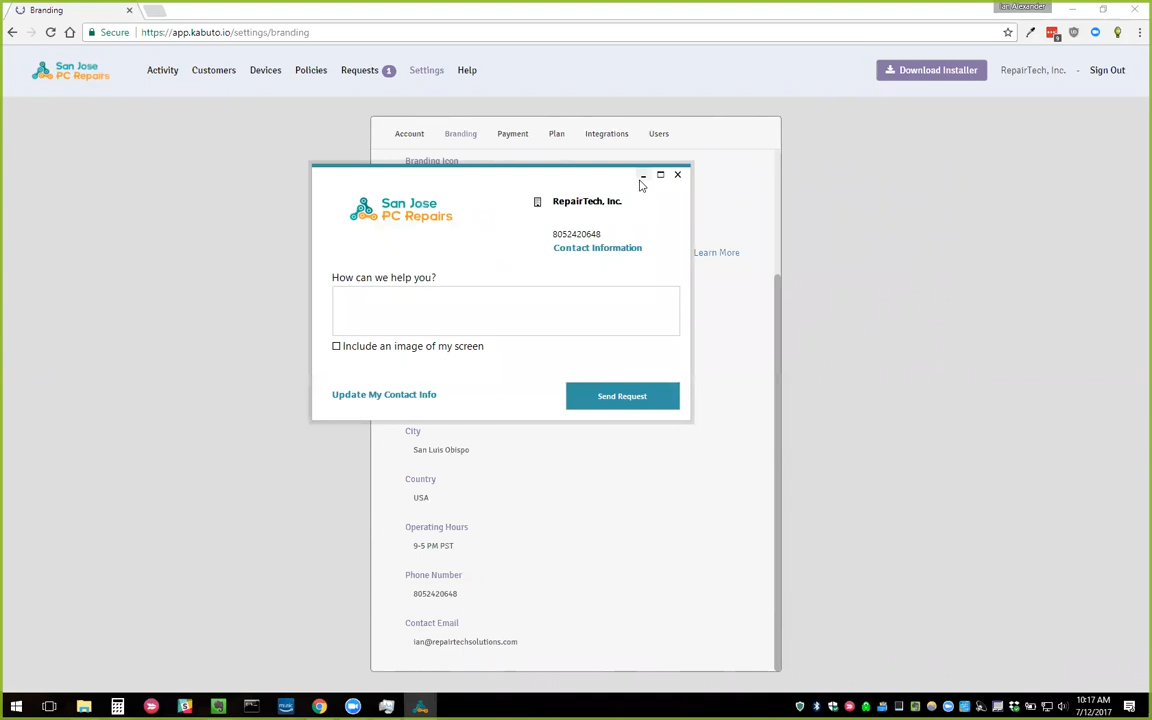 Branding
Ian Alexander
Secure
https://app.kabuto.io/settings/branding
San Jose
PC Repairs
Activity
Customers
Devices
Policies
Requests 1
Settings
Help
Download Installer
RepairTech, Inc.
-
Sign Out
Account
Branding
Payment
Plan
Integrations
Users
Branding Icon
San Jose
PC Repairs
RepairTech, Inc.
8052420648
Contact Information
Learn More
How can we help you?
Include an image of my screen
Update My Contact Info
Send Request
City
San Luis Obispo
Country
USA
Operating Hours
9-5 PM PST
Phone Number
8052420648
Contact Email
ian@repairtechsolutions.com
music
10:17 AM
7/12/2017